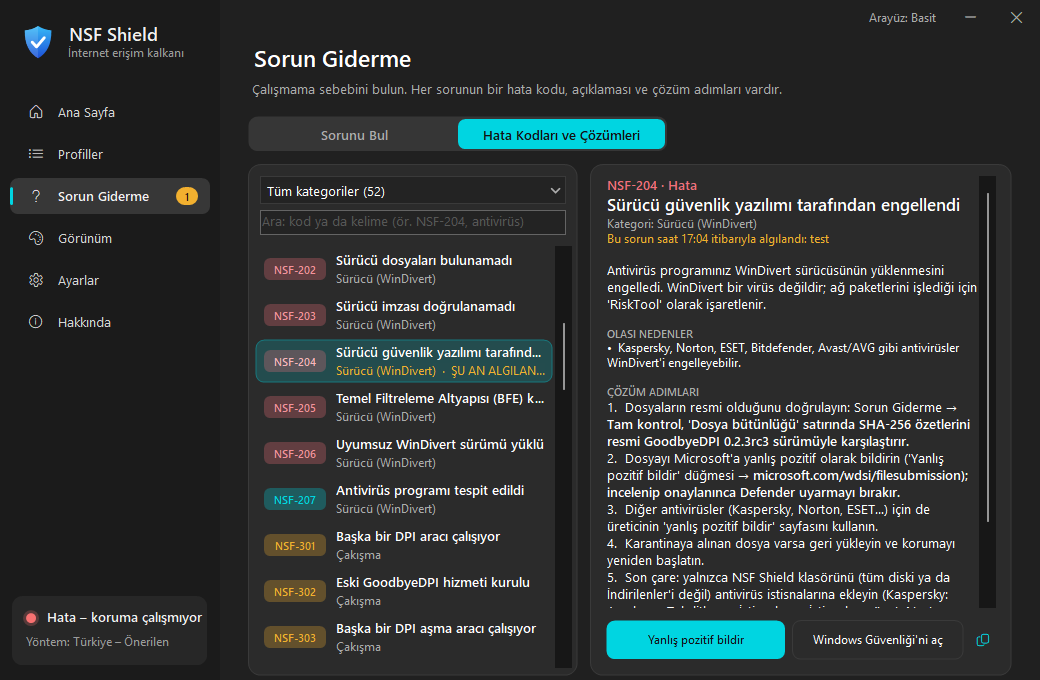 NSF Shield
İnternet erişim kalkanı
Arayüz: Basit
Ana Sayfa
Profiller
Sorun Giderme
1
Görünüm
Ayarlar
Hakkında
Hata – koruma çalışmıyor
Yöntem: Türkiye – Önerilen
Sorun Giderme
Çalışmama sebebini bulun. Her sorunun bir hata kodu, açıklaması ve çözüm adımları vardır.
Sorunu Bul
Hata Kodları ve Çözümleri
Tüm kategoriler (52)
Ara: kod ya da kelime (ör. NSF-204, antivirüs)
NSF-202
Sürücü dosyaları bulunamadı
Sürücü (WinDivert)
NSF-203
Sürücü imzası doğrulanamadı
Sürücü (WinDivert)
NSF-204
Sürücü güvenlik yazılımı tarafınd...
Sürücü (WinDivert) · ŞU AN ALGILAN...
NSF-205
Temel Filtreleme Altyapısı (BFE) k...
Sürücü (WinDivert)
NSF-206
Uyumsuz WinDivert sürümü yüklü
Sürücü (WinDivert)
NSF-207
Antivirüs programı tespit edildi
Sürücü (WinDivert)
NSF-301
Başka bir DPI aracı çalışıyor
Çakışma
NSF-302
Eski GoodbyeDPI hizmeti kurulu
Çakışma
NSF-303
Başka bir DPI aşma aracı çalışıyor
Çakışma
NSF-204 · Hata
Sürücü güvenlik yazılımı tarafından engellendi
Kategori: Sürücü (WinDivert)
Bu sorun saat 17:04 itibarıyla algılandı: test
Antivirüs programınız WinDivert sürücüsünün yüklenmesini
engelledi. WinDivert bir virüs değildir; ağ paketlerini işlediği için
'RiskTool' olarak işaretlenir.
OLASI NEDENLER
• Kaspersky, Norton, ESET, Bitdefender, Avast/AVG gibi antivirüsler
WinDivert'i engelleyebilir.
ÇÖZÜM ADIMLARI
1. Dosyaların resmi olduğunu doğrulayın: Sorun Giderme →
Tam kontrol, 'Dosya bütünlüğü' satırında SHA-256 özetlerini
resmi GoodbyeDPI 0.2.3rc3 sürümüyle karşılaştırır.
2. Dosyayı Microsoft'a yanlış pozitif olarak bildirin ('Yanlış
pozitif bildir' düğmesi → microsoft.com/wdsi/filesubmission);
incelenip onaylanınca Defender uyarmayı bırakır.
3. Diğer antivirüsler (Kaspersky, Norton, ESET...) için de
üreticinin 'yanlış pozitif bildir' sayfasını kullanın.
4. Karantinaya alınan dosya varsa geri yükleyin ve korumayı
yeniden başlatın.
5. Son çare: yalnızca NSF Shield klasörünü (tüm diski ya da
İndirilenler'i değil) antivirüs istisnalarına ekleyin (Kaspersky:
Yanlış pozitif bildir
Windows Güvenliği'ni aç